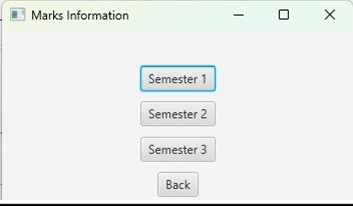 Marks Information
Semester 1
Semester 2
Semester 3
Back